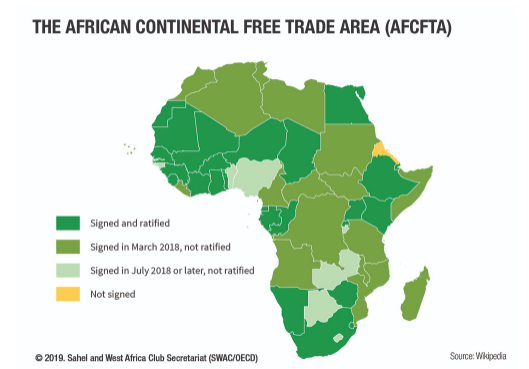 THE AFRICAN CONTINENTAL FREE TRADE AREA (AFCFTA)
Signed and ratified
Signed in March 2018, not ratified
Signed in July 2018 or later, not ratified
Not signed
© 2019. Sahel and West Africa Club Secretariat (SWAC/OECD)
Source: Wikipedia